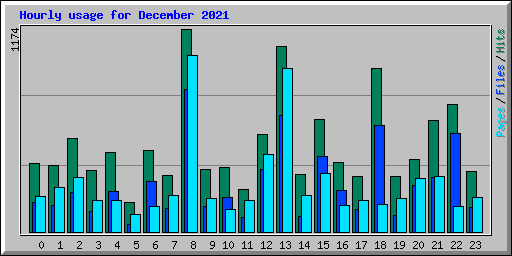 Hourly usage for December 2021
1174
Pages/Files/Hits
0 1 2 3 4 5 6 7 8 9 10 11 12 13 14 15 16 17 18 19 20 21 22 23